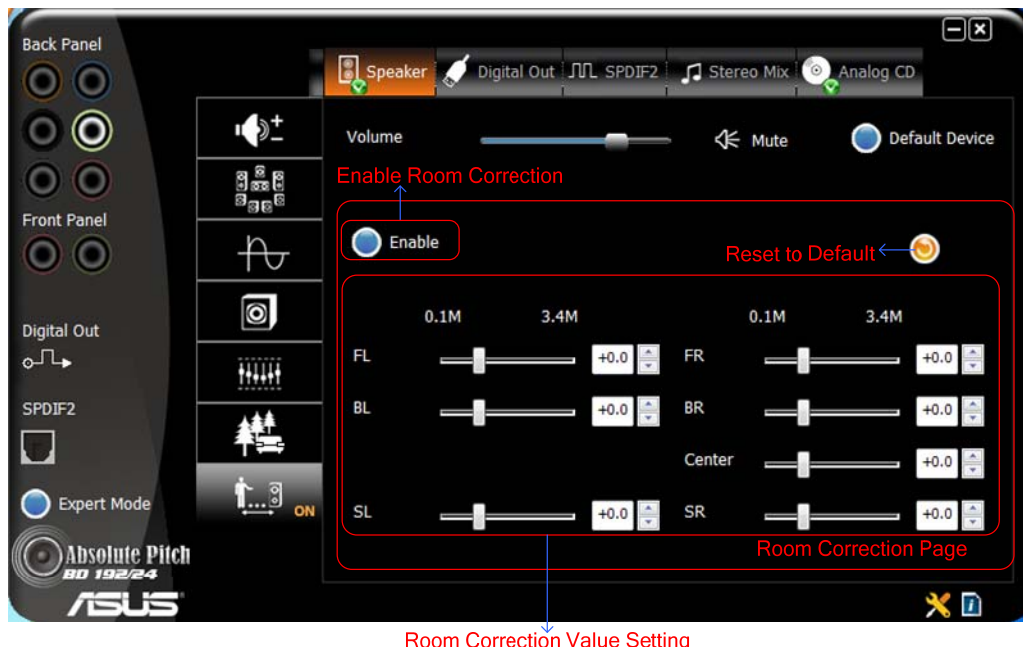 Back Panel
Front Panel
Digital Out
SPDIF2
Expert Mode
Absolute Pitch
BD 192/24
ASUS
ON
Speaker
Digital Out
SPDIF2
Stereo Mix
Analog CD
Volume
Mute
Default Device
Enable Room Correction
Enable
Reset to Default
0.1M 3.4M 0.1M 3.4M
FL +0.0 FR +0.0
BL +0.0 BR +0.0
Center +0.0
SL +0.0 SR +0.0
Room Correction Page
Room Correction Value Setting